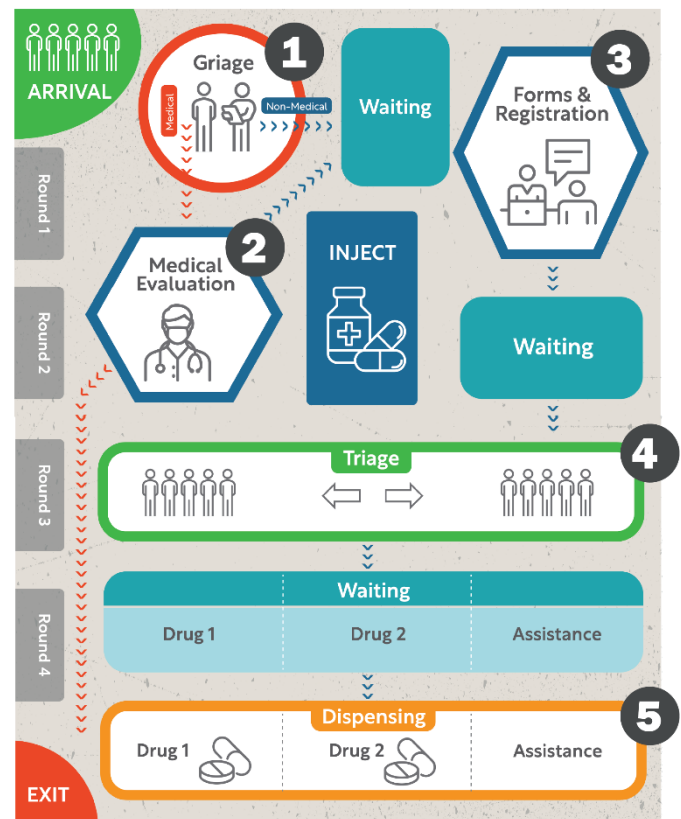 ARRIVAL
1
Griage
Medical
Non-Medical
Waiting
3
Forms &
Registration
Round 1
2
Medical
Evaluation
INJECT
Round 2
Waiting
4
Triage
Round 3
Waiting
Drug 1
Drug 2
Assistance
Round 4
5
Dispensing
Drug 1
Drug 2
Assistance
EXIT